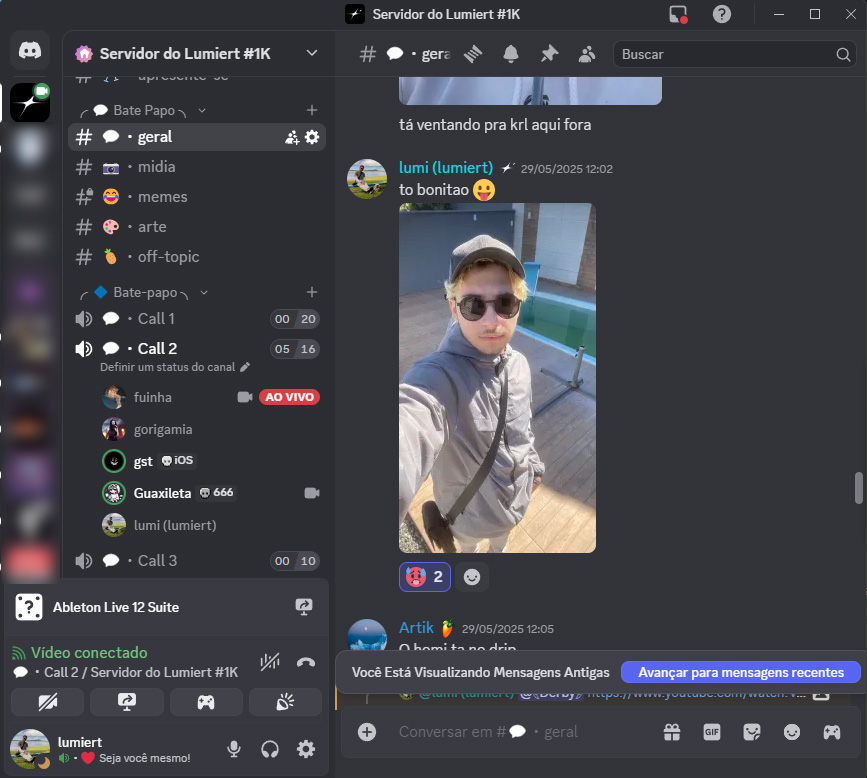 Servidor do Lumiert #1K
Servidor do Lumiert #1K
apresente-se
Bate Papo
geral
midia
memes
arte
off-topic
Bate-papo
Call 1
00 20
Call 2
05 16
Definir um status do canal
fuinha
AO VIVO
gorigamia
gst iOS
Guaxileta 666
lumi (lumiert)
Call 3
00 10
Ableton Live 12 Suite
Vídeo conectado
Call 2 / Servidor do Lumiert #1K
lumiert
Seja você mesmo!
# • gera
Buscar
tá ventando pra krl aqui fora
lumi (lumiert) 29/05/2025 12:02
to bonitao
2
Artik 29/05/2025 12:05
O homi ta no drip
Você Está Visualizando Mensagens Antigas
Avançar para mensagens recentes
@lumi (lumiert) @{Derby} https://www.youtube.com/watch?v...
Conversar em # • geral
GIF